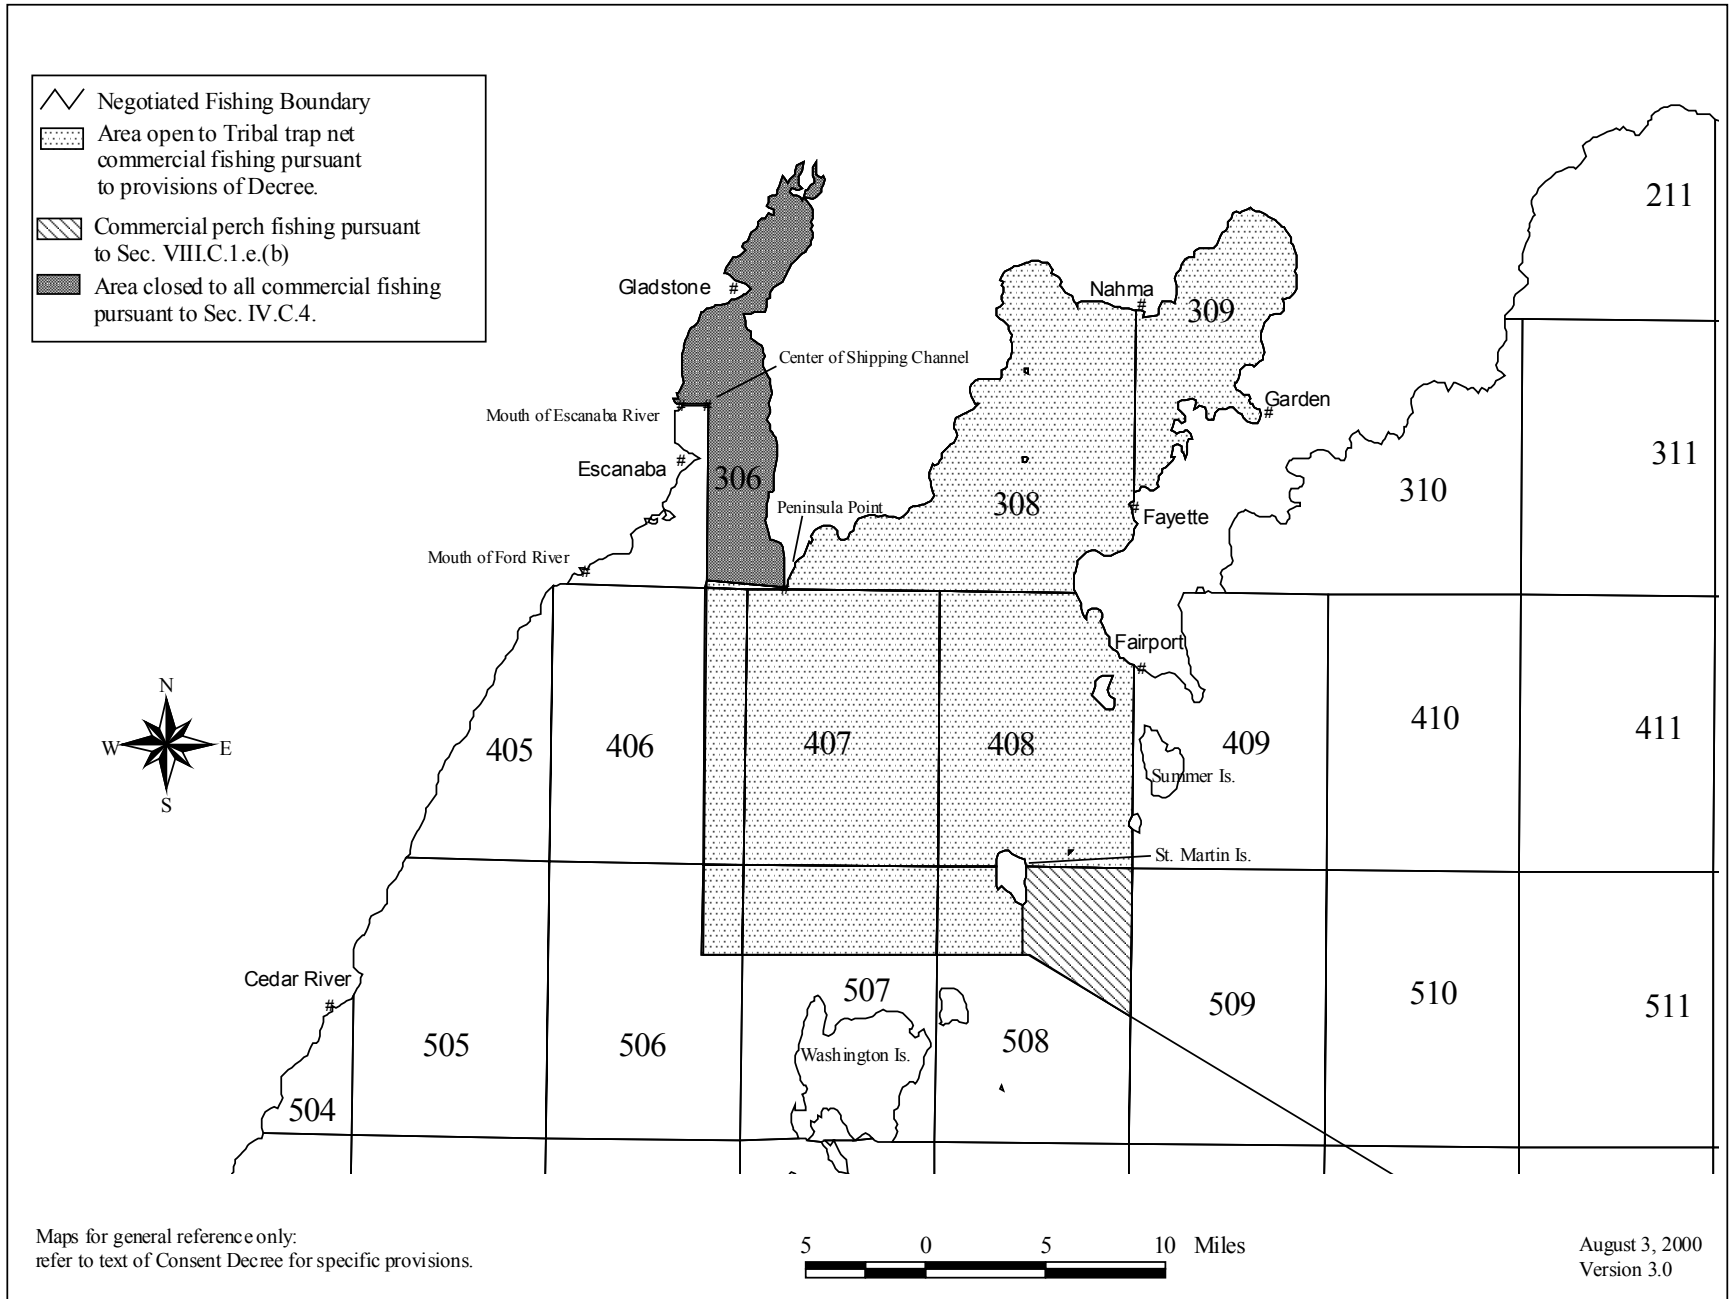 Negotiated Fishing Boundary
Area open to Tribal trap net
commercial fishing pursuant
to provisions of Decree.
Commercial perch fishing pursuant
to Sec. VIII.C.1.e.(b)
Area closed to all commercial fishing
pursuant to Sec. IV.C.4.
211
Gladstone #
Nahma
#
309
Center of Shipping Channel
Mouth of Escanaba River
# #
Garden
#
Escanaba #
306
310
311
308
Peninsula Point
#
Fayette
Mouth of Ford River
#
#
Fairport
#
N
W E
S
405
406
407
408
409
410
411
Summer Is.
St. Martin Is.
Cedar River
#
507
509
510
511
505
506
508
Washington Is.
504
Maps for general reference only:
refer to text of Consent Decree for specific provisions.
5 0 5 10 Miles
August 3, 2000
Version 3.0